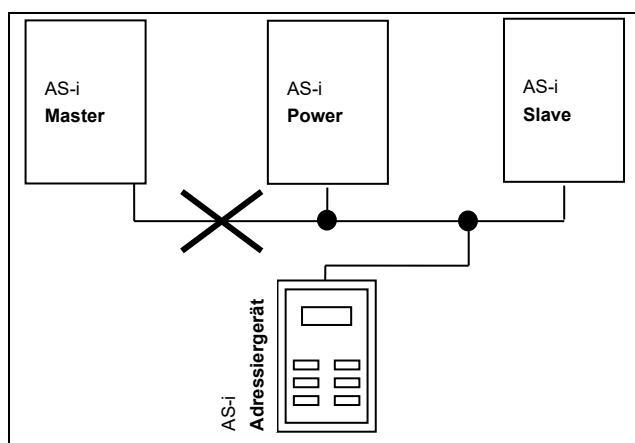 AS-i
Master
AS-i
Power
AS-i
Slave
AS-i
Adressiergerät